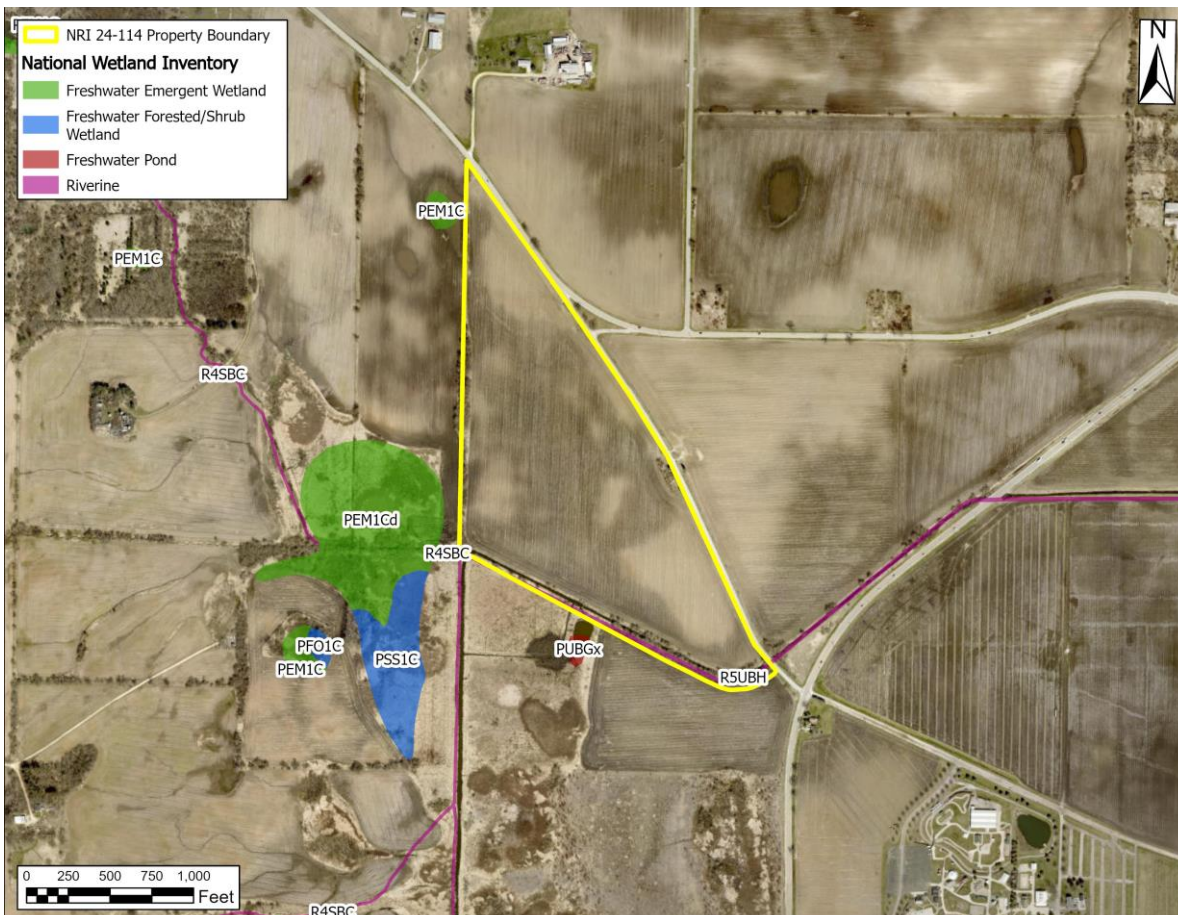 NRI 24-114 Property Boundary
National Wetland Inventory
Freshwater Emergent Wetland
Freshwater Forested/Shrub
Wetland
Freshwater Pond
Riverine
N
PEM1C
PEM1C
R4SBC
PEM1Cd
R4SBC
PFO1C
PEM1C
PSS1C
PUBGx
R5UBH
0 250 500 750 1,000
Feet
R4SBC